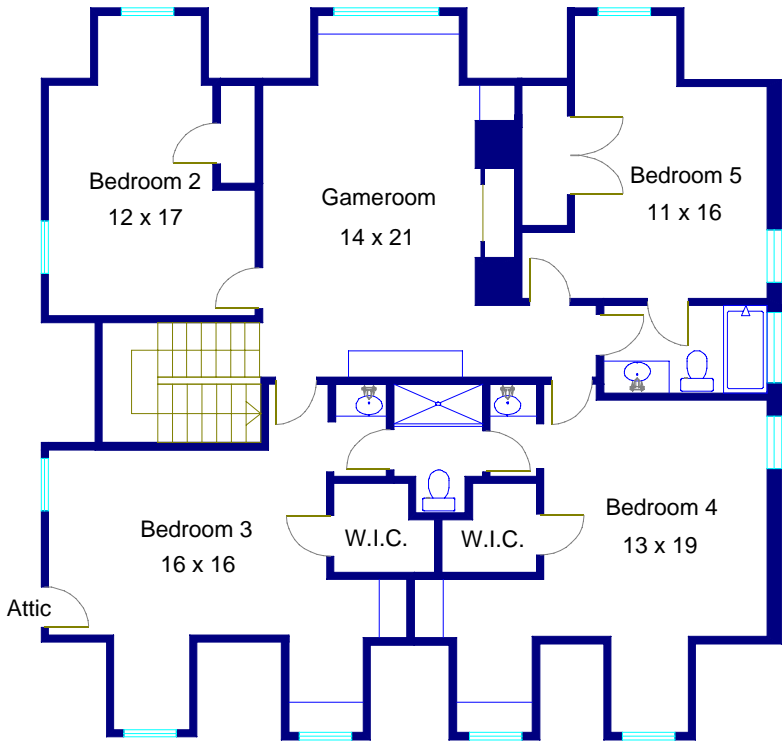 Bedroom 2
12 x 17
Gameroom
14 x 21
Bedroom 5
11 x 16
Bedroom 3
16 x 16
W.I.C.
W.I.C.
Bedroom 4
13 x 19
Attic